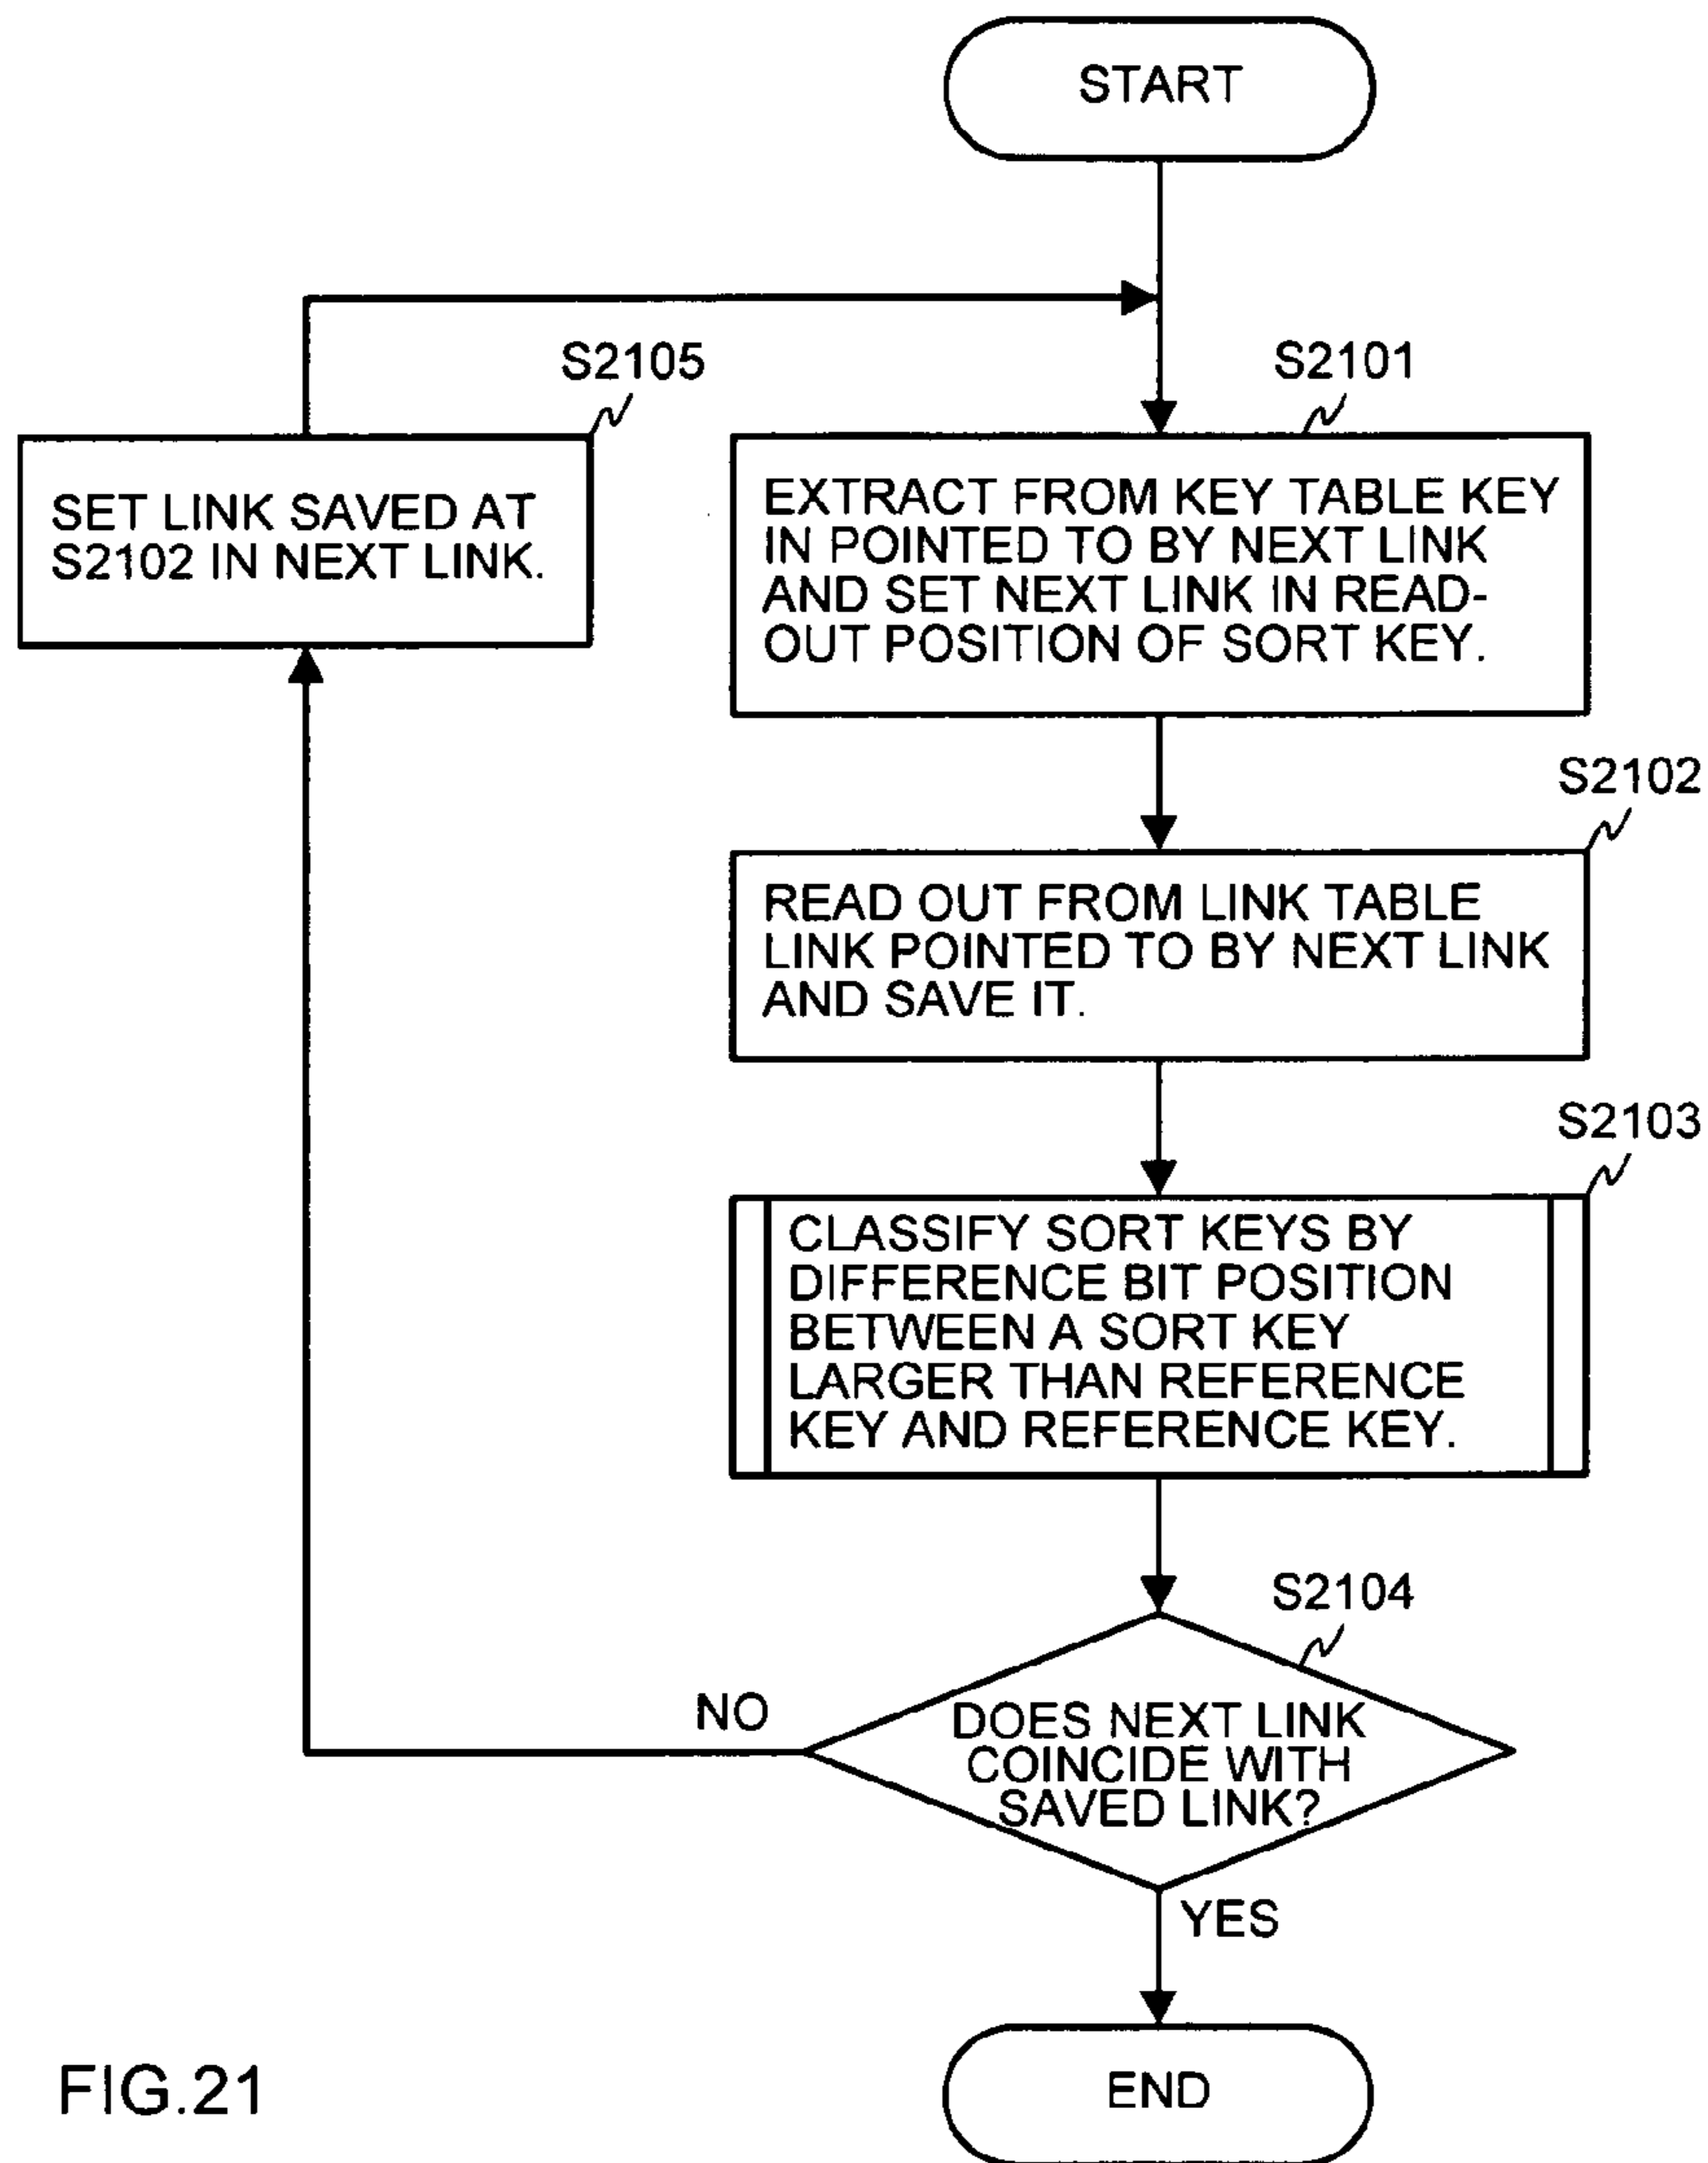 START
S2105
S2101
SET LINK SAVED AT
S2102 IN NEXT LINK.
EXTRACT FROM KEY TABLE KEY
IN POINTED TO BY NEXT LINK
AND SET NEXT LINK IN READ-
OUT POSITION OF SORT KEY.
S2102
READ OUT FROM LINK TABLE
LINK POINTED TO BY NEXT LINK
AND SAVE IT.
S2103
CLASSIFY SORT KEYS BY
DIFFERENCE BIT POSITION
BETWEEN A SORT KEY
LARGER THAN REFERENCE
KEY AND REFERENCE KEY.
S2104
NO
DOES NEXT LINK
COINCIDE WITH
SAVED LINK?
YES
END
FIG.21